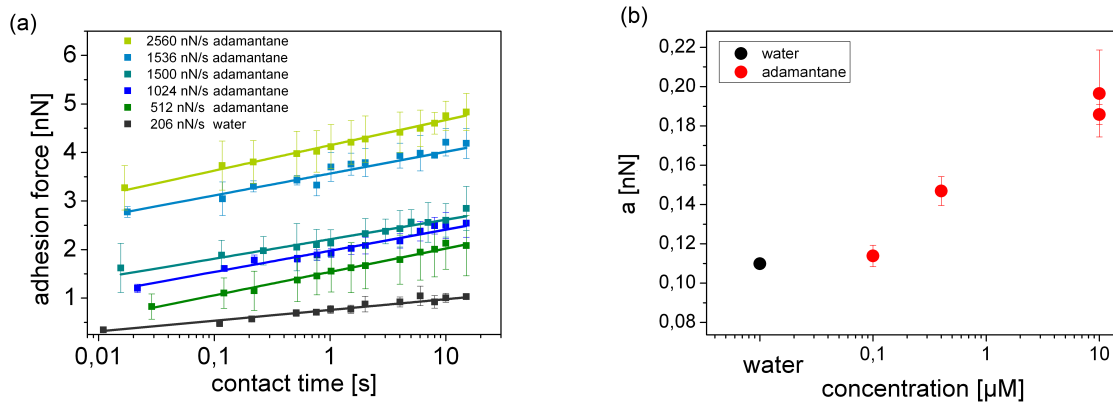 (a)
adhesion force [nN]
6
5
4
3
2
1
2560 nN/s adamantane
1536 nN/s adamantane
1500 nN/s adamantane
1024 nN/s adamantane
512 nN/s adamantane
206 nN/s water
0,01
0,1
1
10
contact time [s]
(b)
a [nN]
0,22
0,20
0,18
0,16
0,14
0,12
0,10
0,08
water
adamantane
water
0,1
1
10
concentration [µM]